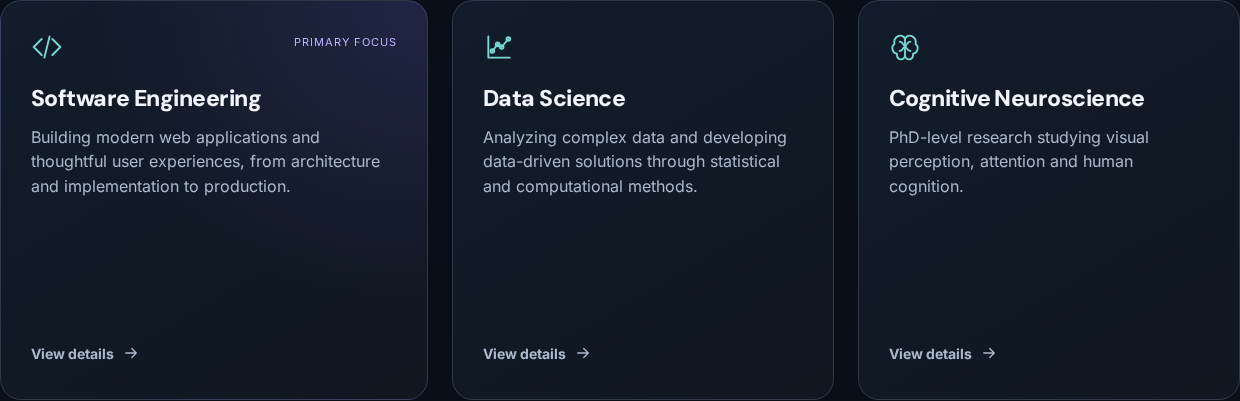 PRIMARY FOCUS
Software Engineering
Building modern web applications and
thoughtful user experiences, from architecture
and implementation to production.
View details
Data Science
Analyzing complex data and developing
data-driven solutions through statistical
and computational methods.
View details
Cognitive Neuroscience
PhD-level research studying visual
perception, attention and human
cognition.
View details